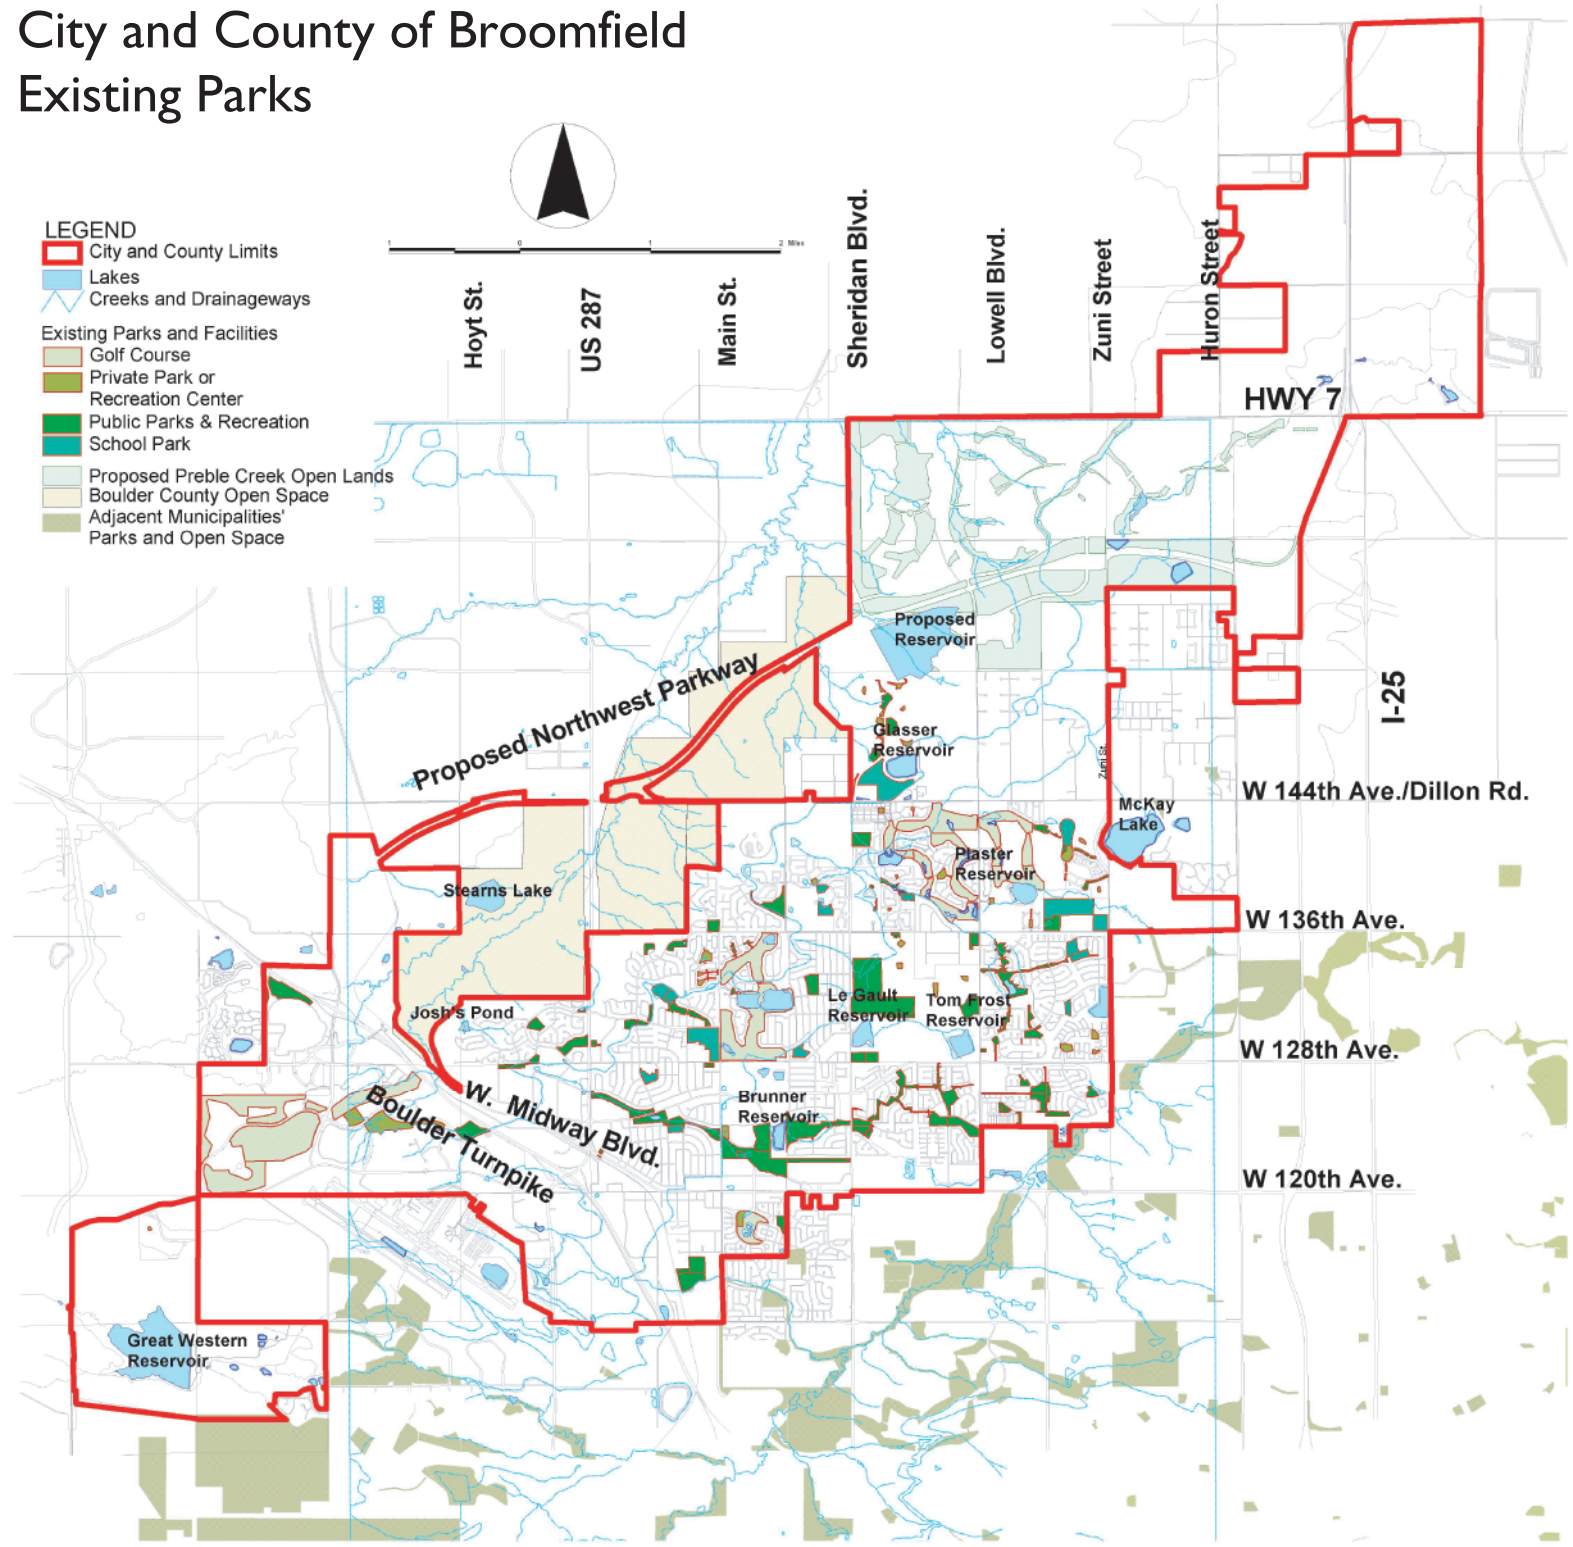 City and County of Broomfield
Existing Parks
LEGEND
City and County Limits
Lakes
Creeks and Drainageways
Existing Parks and Facilities
Golf Course
Private Park or
Recreation Center
Public Parks & Recreation
School Park
Proposed Preble Creek Open Lands
Boulder County Open Space
Adjacent Municipalities'
Parks and Open Space
1 0 1 2 Miles
Hoyt St.
US 287
Main St.
Sheridan Blvd.
Lowell Blvd.
Zuni Street
Huron Street
HWY 7
Proposed
Reservoir
Proposed Northwest Parkway
I-25
Glasser
Reservoir
Zuni St.
W 144th Ave./Dillon Rd.
McKay
Lake
Plaster
Reservoir
Stearns Lake
W 136th Ave.
Josh's Pond
Le Gault
Reservoir
Tom Frost
Reservoir
W 128th Ave.
Boulder Turnpike
W. Midway Blvd.
Brunner
Reservoir
W 120th Ave.
Great Western
Reservoir